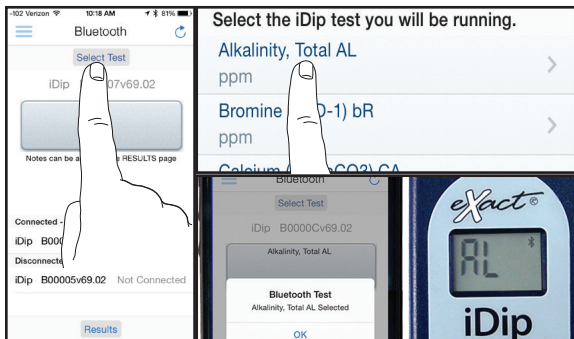 -102 Verizon 10:18 AM 81%
Bluetooth
Select Test
iDip 07v69.02
Notes can be a e RESULTS page
Connected -
iDip B000
Disconnecte
iDip B00005v69.02 Not Connected
Results
Select the iDip test you will be running.
Alkalinity, Total AL
ppm
Bromine ( D-1) bR
ppm
Calcium ( CO3) CA
Bluetooth
Select Test
iDip B0000Cv69.02
Alkalinity, Total AL
Bluetooth Test
Alkalinity, Total AL Selected
OK
eXact®
AL
iDip